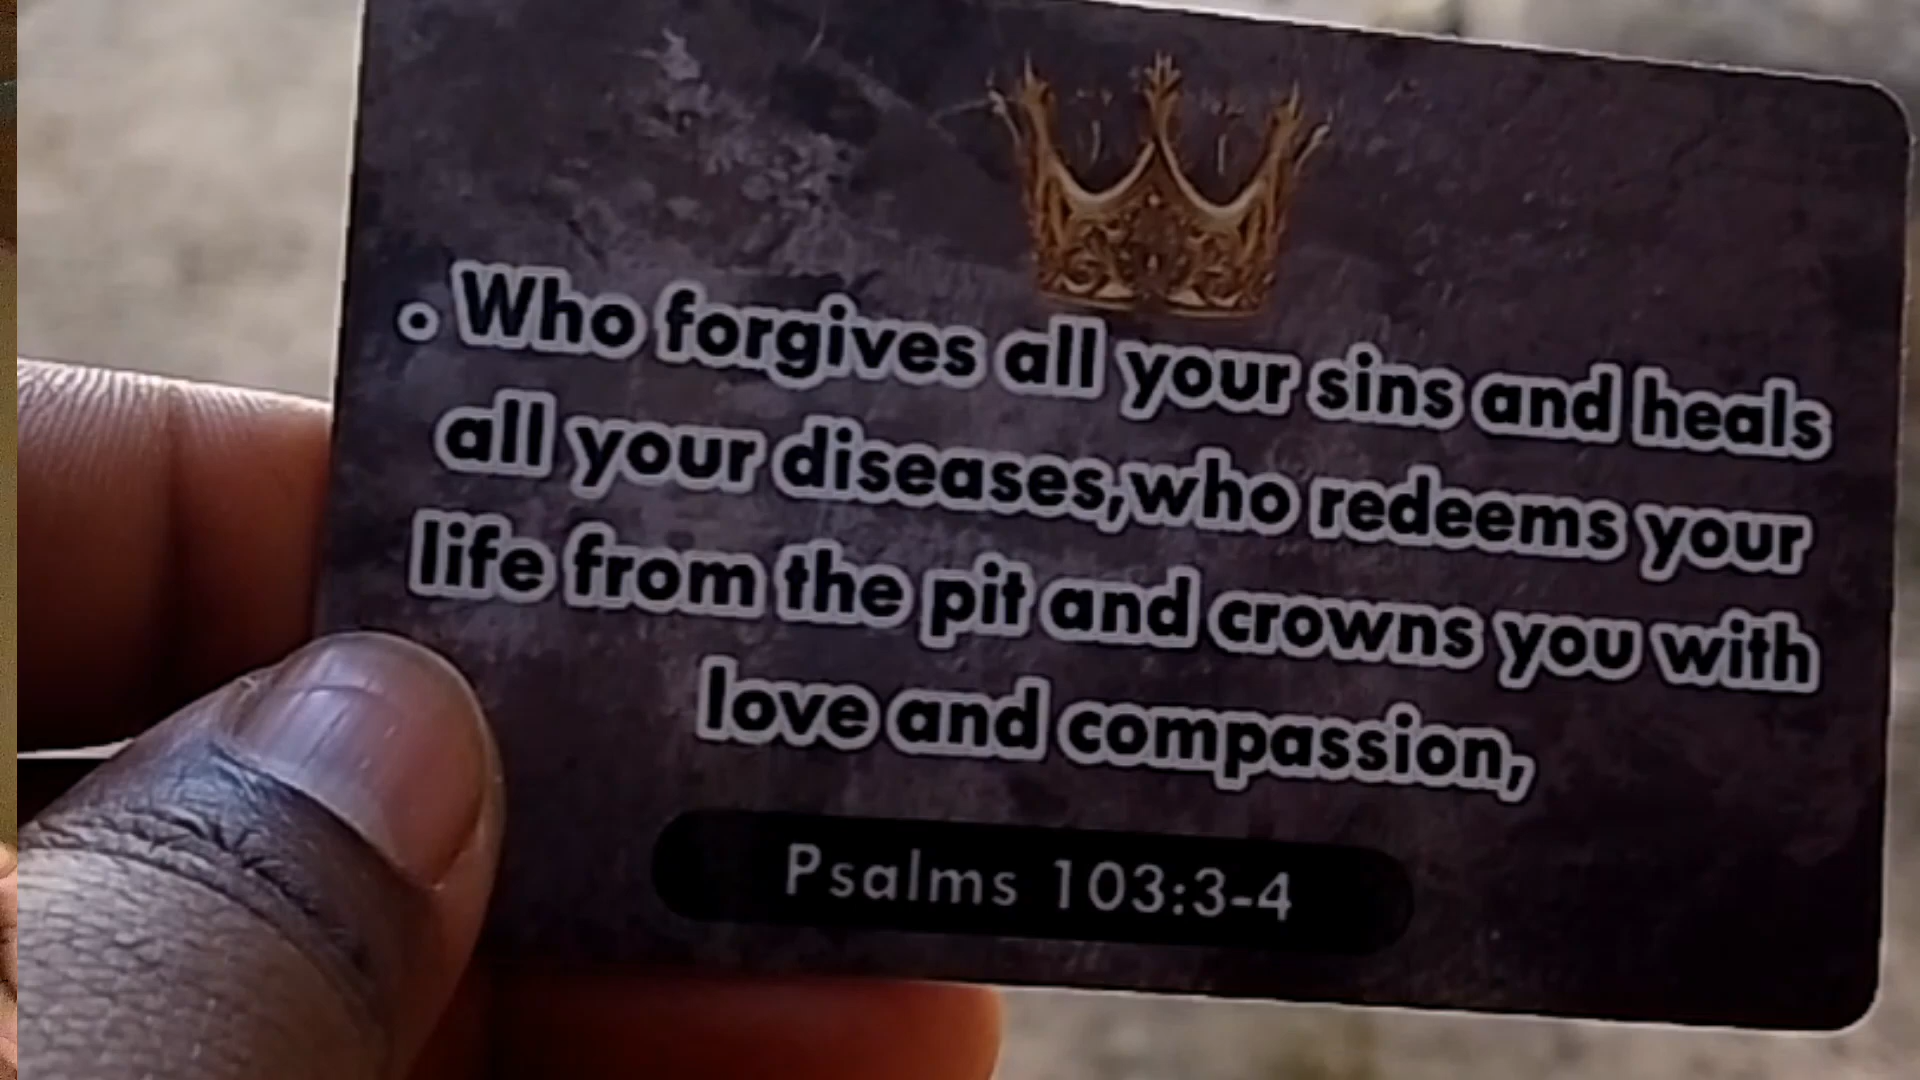 . Who forgives all your sins and heals
all your diseases,who redeems your
life from the pit and crowns you with
love and compassion,
Psalms 103:3-4